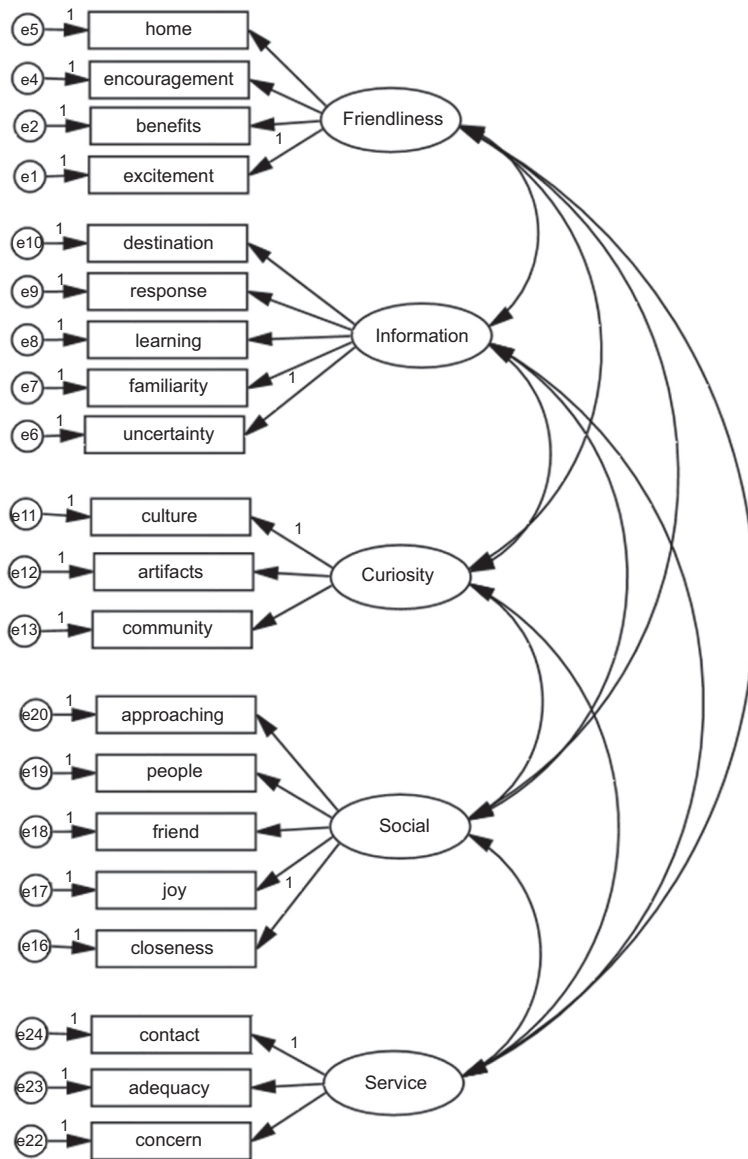 e5 1 home
e4 1 encouragement
Friendliness
e2 1 benefits
1
e1 1 excitement
e10 1 destination
e9 1 response
Information
e8 1 learning
e7 1 familiarity
1
e6 1 uncertainty
e11 1 culture
1
e12 1 artifacts
Curiosity
e13 1 community
e20 1 approaching
e19 1 people
e18 1 friend
Social
e17 1 joy
1
e16 1 closeness
e24 1 contact
1
e23 1 adequacy
Service
e22 1 concern